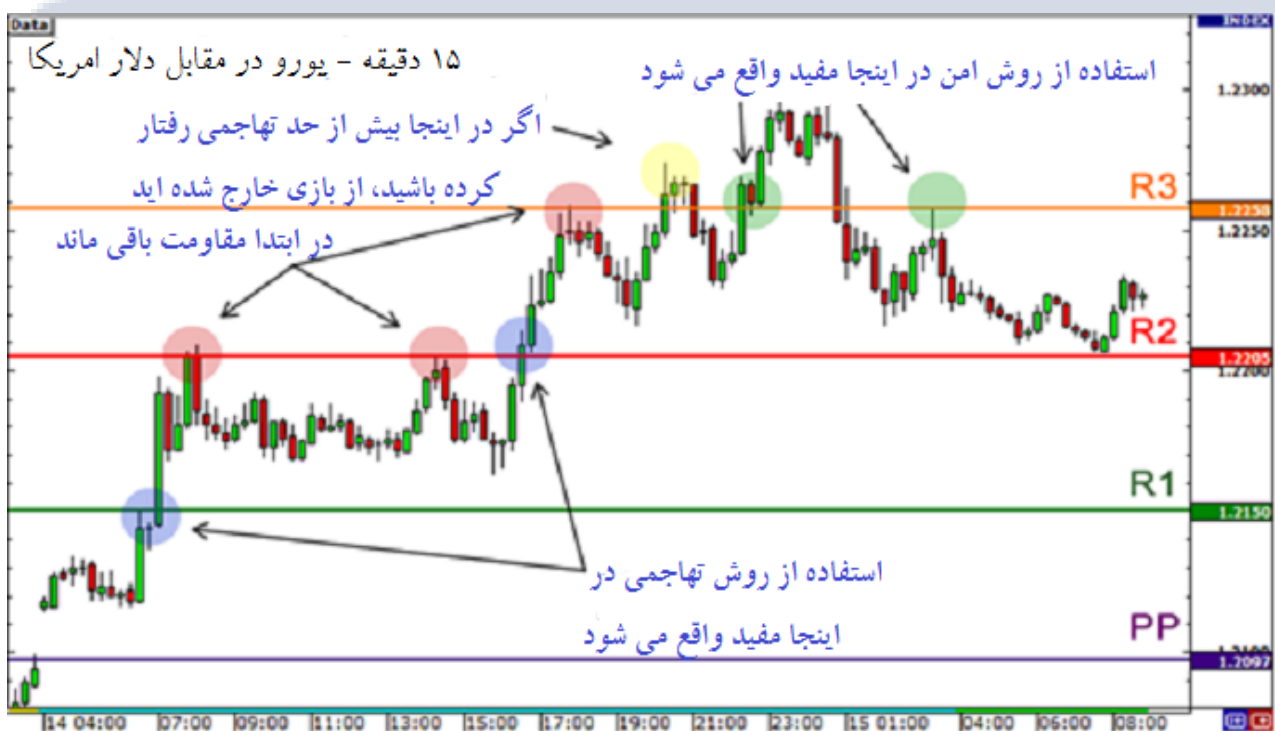 Data
INDEX
۱۵ دقیقه - یورو در مقابل دلار امریکا
استفاده از روش امن در اینجا مفید واقع می شود
1.2300
اگر در اینجا بیش از حد تهاجمی رفتار
کرده باشید، از بازی خارج شده اید
R3
1.2258
در ابتدا مقاومت باقی ماند
1.2250
R2
1.2205
1.2200
R1
1.2150
استفاده از روش تهاجمی در
اینجا مفید واقع می شود
PP
1.2100
1.2097
14 04:00 07:00 09:00 11:00 13:00 15:00 17:00 19:00 21:00 23:00 15 01:00 04:00 06:00 08:00